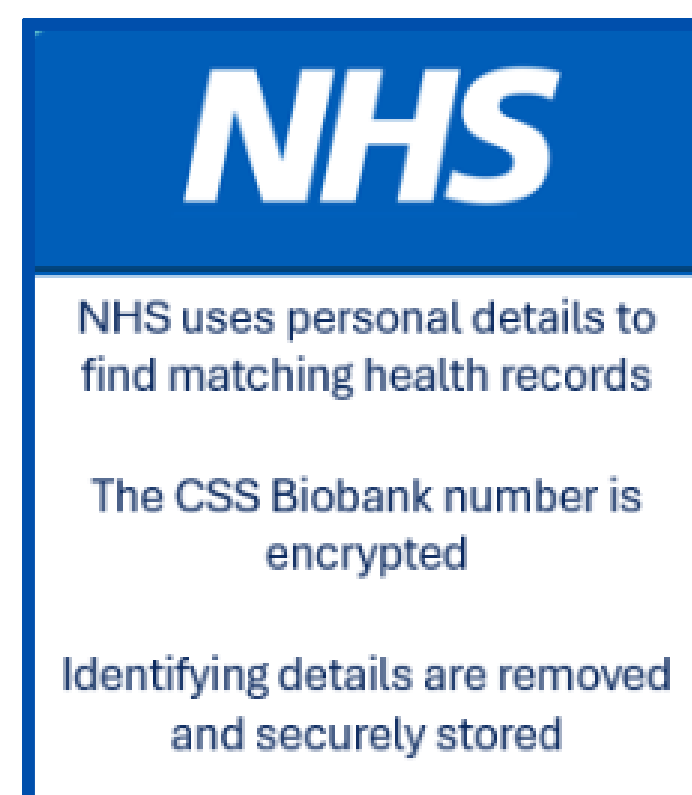 NHS
NHS uses personal details to
find matching health records
The CSS Biobank number is
encrypted
Identifying details are removed
and securely stored